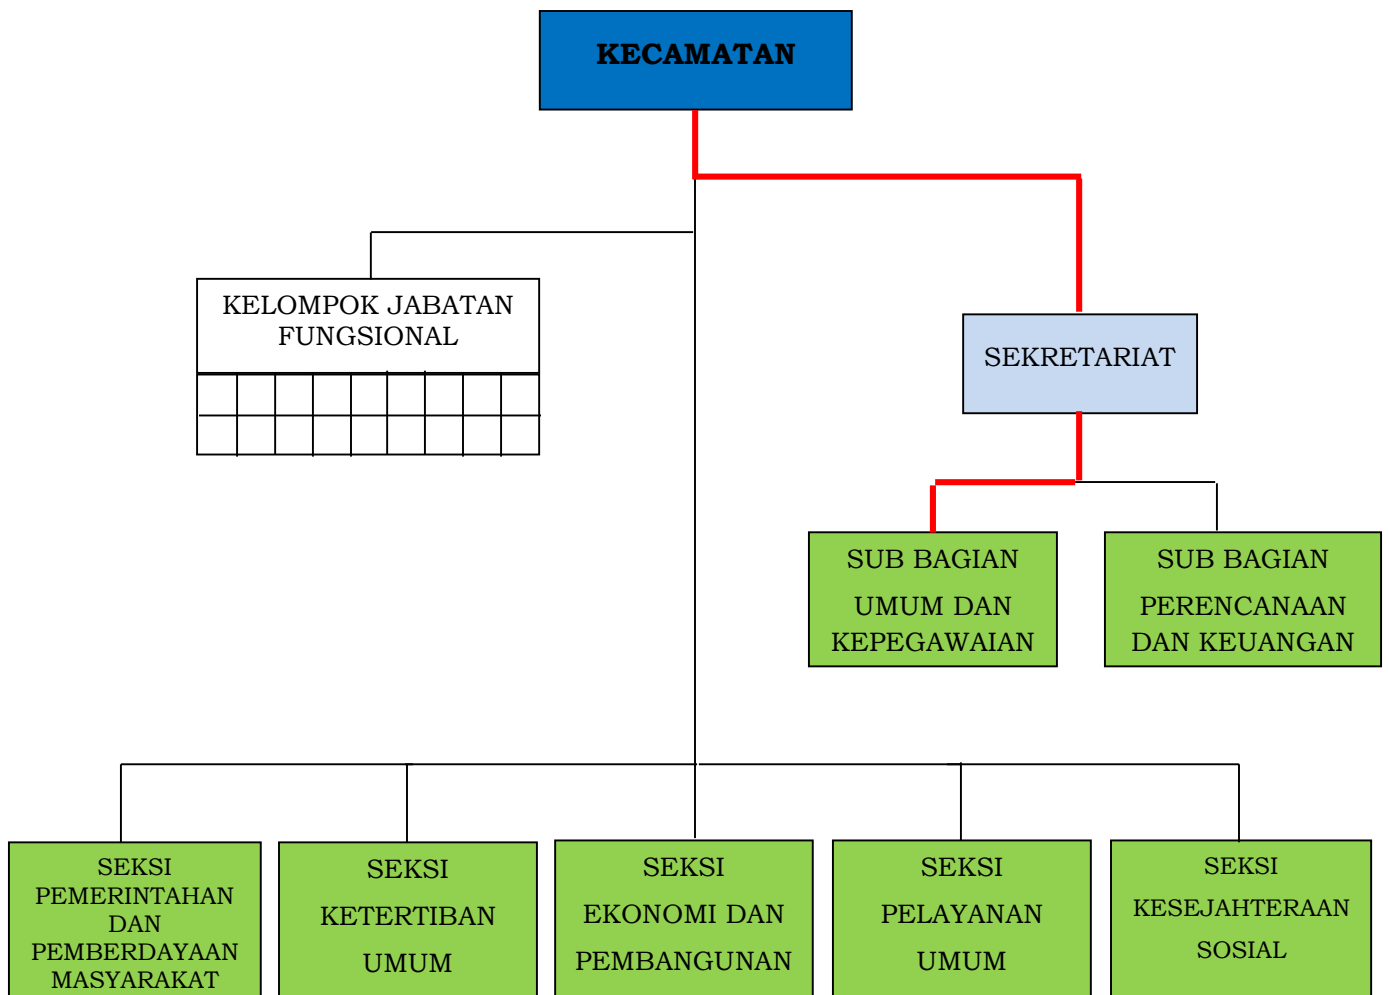 KECAMATAN
KELOMPOK JABATAN
FUNGSIONAL
SEKRETARIAT
SUB BAGIAN
UMUM DAN
KEPEGAWAIAN
SUB BAGIAN
PERENCANAAN
DAN KEUANGAN
SEKSI
PEMERINTAHAN
DAN
PEMBERDAYAAN
MASYARAKAT
SEKSI
KETERTIBAN
UMUM
SEKSI
EKONOMI DAN
PEMBANGUNAN
SEKSI
PELAYANAN
UMUM
SEKSI
KESEJAHTERAAN
SOSIAL